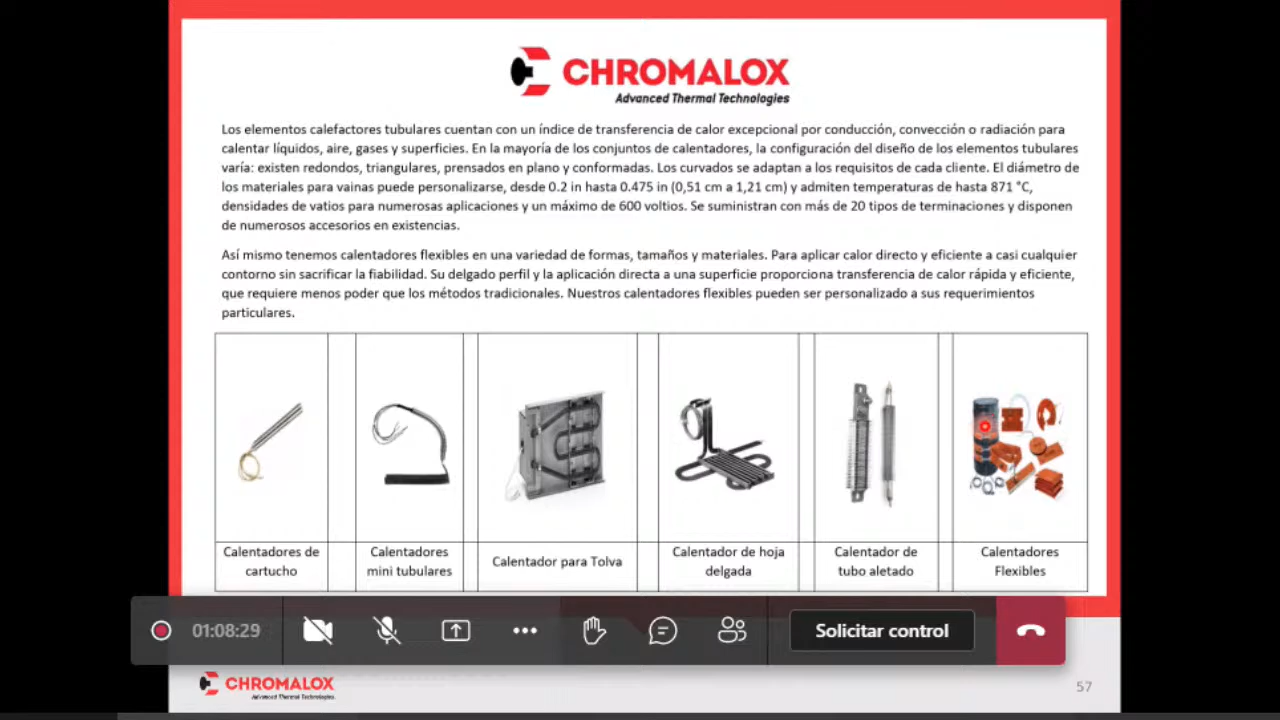 CHROMALOX
Advanced Thermal Technologies
Los elementos calefactores tubulares cuentan con un índice de transferencia de calor excepcional por conducción, convección o radiación para
calentar líquidos, aire, gases y superficies. En la mayoría de los conjuntos de calentadores, la configuración del diseño de los elementos tubulares
varía: existen redondos, triangulares, prensados en plano y conformadas. Los curvados se adaptan a los requisitos de cada cliente. El diámetro de
los materiales para vainas puede personalizarse, desde 0.2 in hasta 0.475 in (0,51 cm a 1,21 cm) y admiten temperaturas de hasta 871 °C,
densidades de vatios para numerosas aplicaciones y un máximo de 600 voltios. Se suministran con más de 20 tipos de terminaciones y disponen
de numerosos accesorios en existencias.
Así mismo tenemos calentadores flexibles en una variedad de formas, tamaños y materiales. Para aplicar calor directo y eficiente a casi cualquier
contorno sin sacrificar la fiabilidad. Su delgado perfil y la aplicación directa a una superficie proporciona transferencia de calor rápida y eficiente,
que requiere menos poder que los métodos tradicionales. Nuestros calentadores flexibles pueden ser personalizado a sus requerimientos
particulares.
Calentadores de
cartucho
Calentadores
mini tubulares
Calentador para Tolva
Calentador de hoja
delgada
Calentador de
tubo aletado
Calentadores
Flexibles
01:08:29
Solicitar control
CHROMALOX
Advanced Thermal Technologies
57